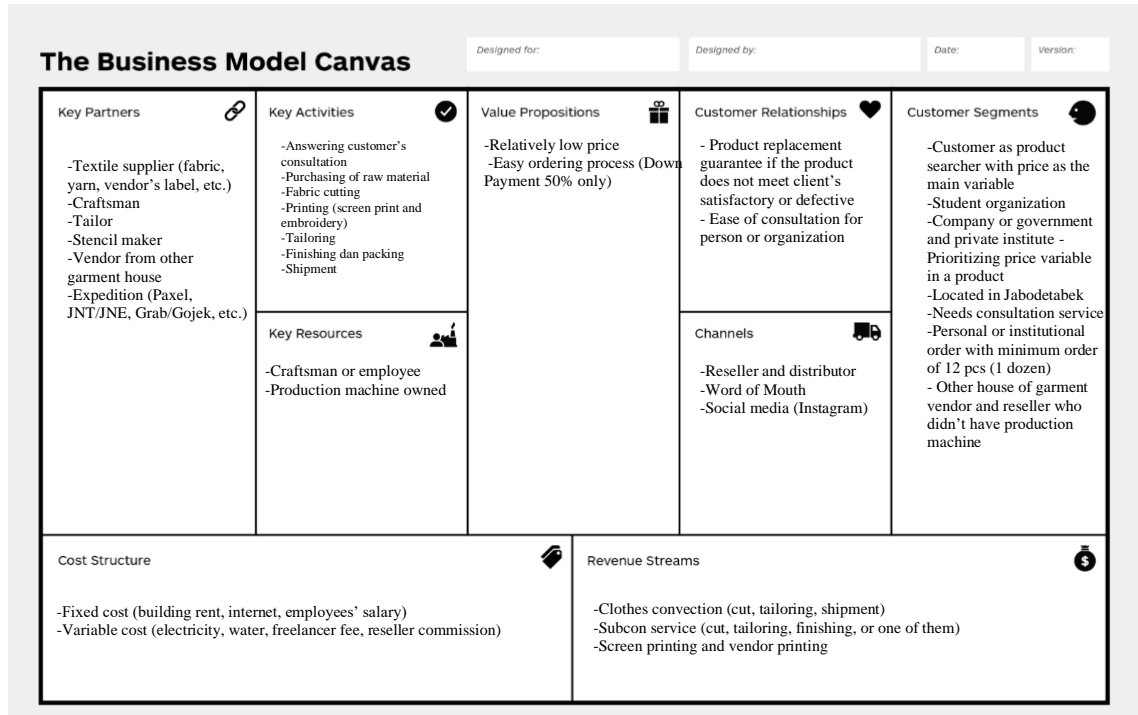 The Business Model Canvas
Designed for:
Designed by:
Date:
Version:
Key Partners
-Textile supplier (fabric,
yarn, vendor's label, etc.)
-Craftsman
-Tailor
-Stencil maker
-Vendor from other
garment house
-Expedition (Paxel,
JNT/JNE, Grab/Gojek, etc.)
Key Activities
-Answering customer's
consultation
-Purchasing of raw material
-Fabric cutting
-Printing (screen print and
embroidery)
-Tailoring
-Finishing dan packing
-Shipment
Key Resources
-Craftsman or employee
-Production machine owned
Value Propositions
-Relatively low price
-Easy ordering process (Down
Payment 50% only)
Customer Relationships
- Product replacement
guarantee if the product
does not meet client's
satisfactory or defective
- Ease of consultation for
person or organization
Channels
-Reseller and distributor
-Word of Mouth
-Social media (Instagram)
Customer Segments
-Customer as product
searcher with price as the
main variable
-Student organization
-Company or government
and private institute -
Prioritizing price variable
in a product
-Located in Jabodetabek
-Needs consultation service
-Personal or institutional
order with minimum order
of 12 pcs (1 dozen)
- Other house of garment
vendor and reseller who
didn't have production
machine
Cost Structure
-Fixed cost (building rent, internet, employees' salary)
-Variable cost (electricity, water, freelancer fee, reseller commission)
Revenue Streams
$
-Clothes convection (cut, tailoring, shipment)
-Subcon service (cut, tailoring, finishing, or one of them)
-Screen printing and vendor printing